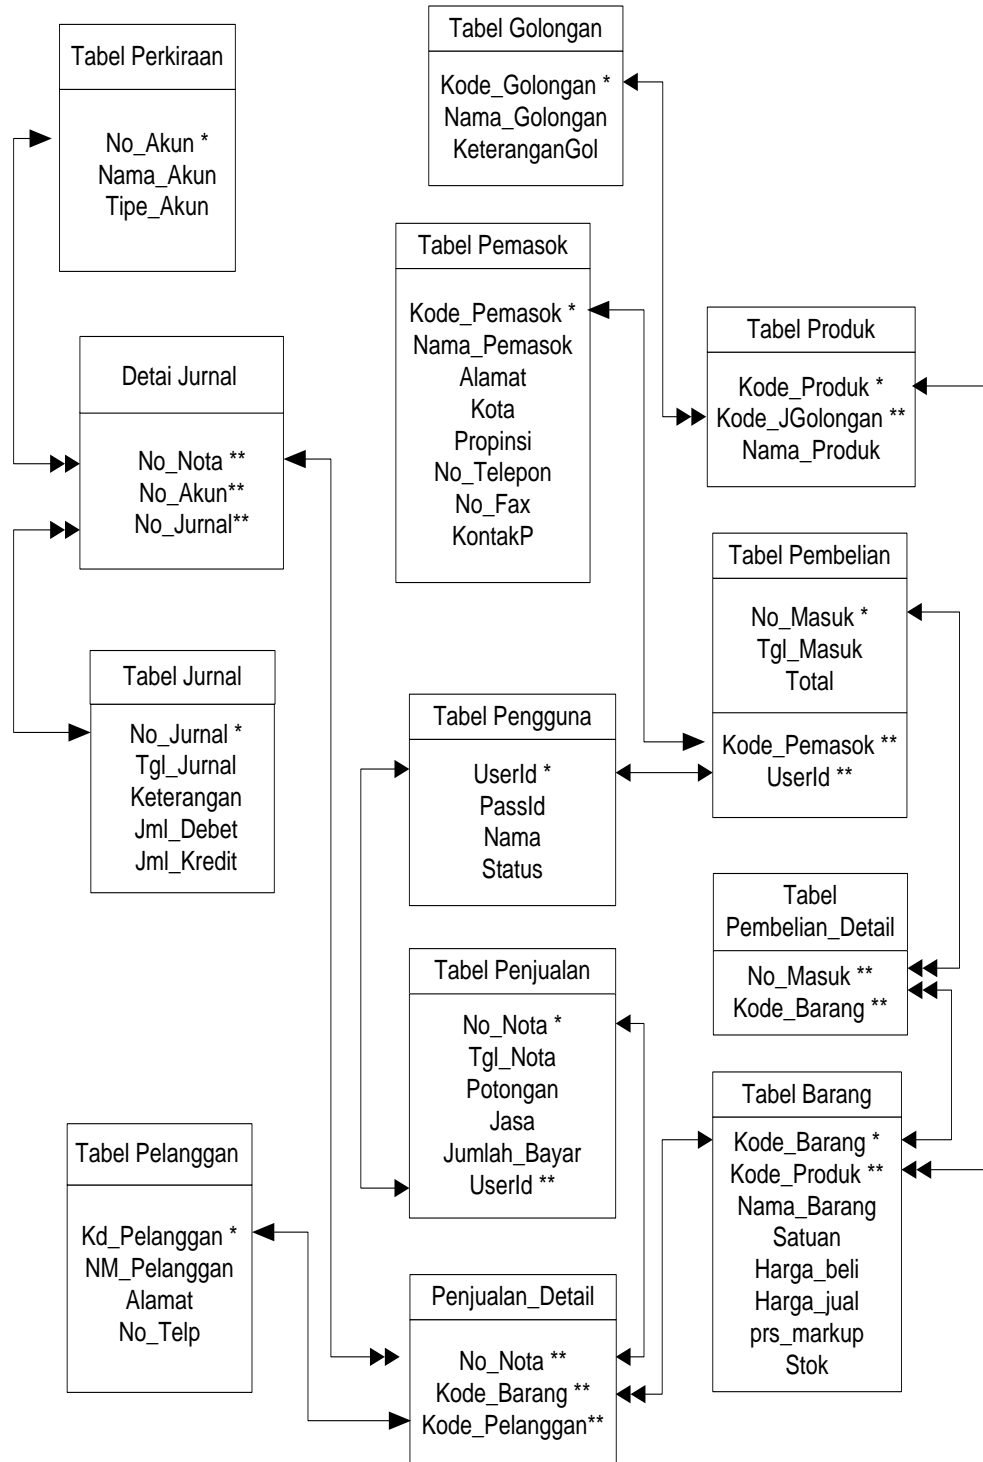 Tabel Perkiraan
No_Akun *
Nama_Akun
Tipe_Akun
Tabel Golongan
Kode_Golongan *
Nama_Golongan
KeteranganGol
Tabel Pemasok
Kode_Pemasok *
Nama_Pemasok
Alamat
Kota
Propinsi
No_Telepon
No_Fax
KontakP
Tabel Produk
Kode_Produk *
Kode_JGolongan **
Nama_Produk
Detai Jurnal
No_Nota **
No_Akun**
No_Jurnal**
Tabel Pembelian
No_Masuk *
Tgl_Masuk
Total
Kode_Pemasok **
UserId **
Tabel Jurnal
No_Jurnal *
Tgl_Jurnal
Keterangan
Jml_Debet
Jml_Kredit
Tabel Pengguna
UserId *
PassId
Nama
Status
Tabel
Pembelian_Detail
No_Masuk **
Kode_Barang **
Tabel Penjualan
No_Nota *
Tgl_Nota
Potongan
Jasa
Jumlah_Bayar
UserId **
Tabel Barang
Kode_Barang *
Kode_Produk **
Nama_Barang
Satuan
Harga_beli
Harga_jual
prs_markup
Stok
Tabel Pelanggan
Kd_Pelanggan *
NM_Pelanggan
Alamat
No_Telp
Penjualan_Detail
No_Nota **
Kode_Barang **
Kode_Pelanggan**